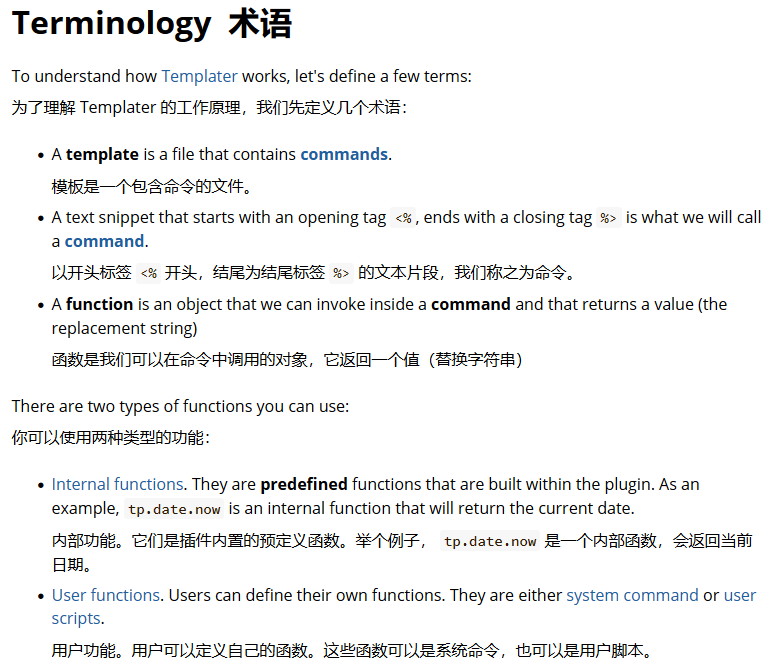 Terminology 术语
To understand how Templater works, let's define a few terms:
为了理解 Templater 的工作原理，我们先定义几个术语：
• A template is a file that contains commands.
模板是一个包含命令的文件。
• A text snippet that starts with an opening tag <%, ends with a closing tag %> is what we will call
a command.
以开头标签 <% 开头，结尾为结尾标签 %> 的文本片段，我们称之为命令。
• A function is an object that we can invoke inside a command and that returns a value (the
replacement string)
函数是我们可以在命令中调用的对象，它返回一个值（替换字符串）
There are two types of functions you can use:
你可以使用两种类型的功能：
• Internal functions. They are predefined functions that are built within the plugin. As an
example, tp.date.now is an internal function that will return the current date.
内部功能。它们是插件内置的预定义函数。举个例子， tp.date.now 是一个内部函数，会返回当前
日期。
• User functions. Users can define their own functions. They are either system command or user
scripts.
用户功能。用户可以定义自己的函数。这些函数可以是系统命令，也可以是用户脚本。